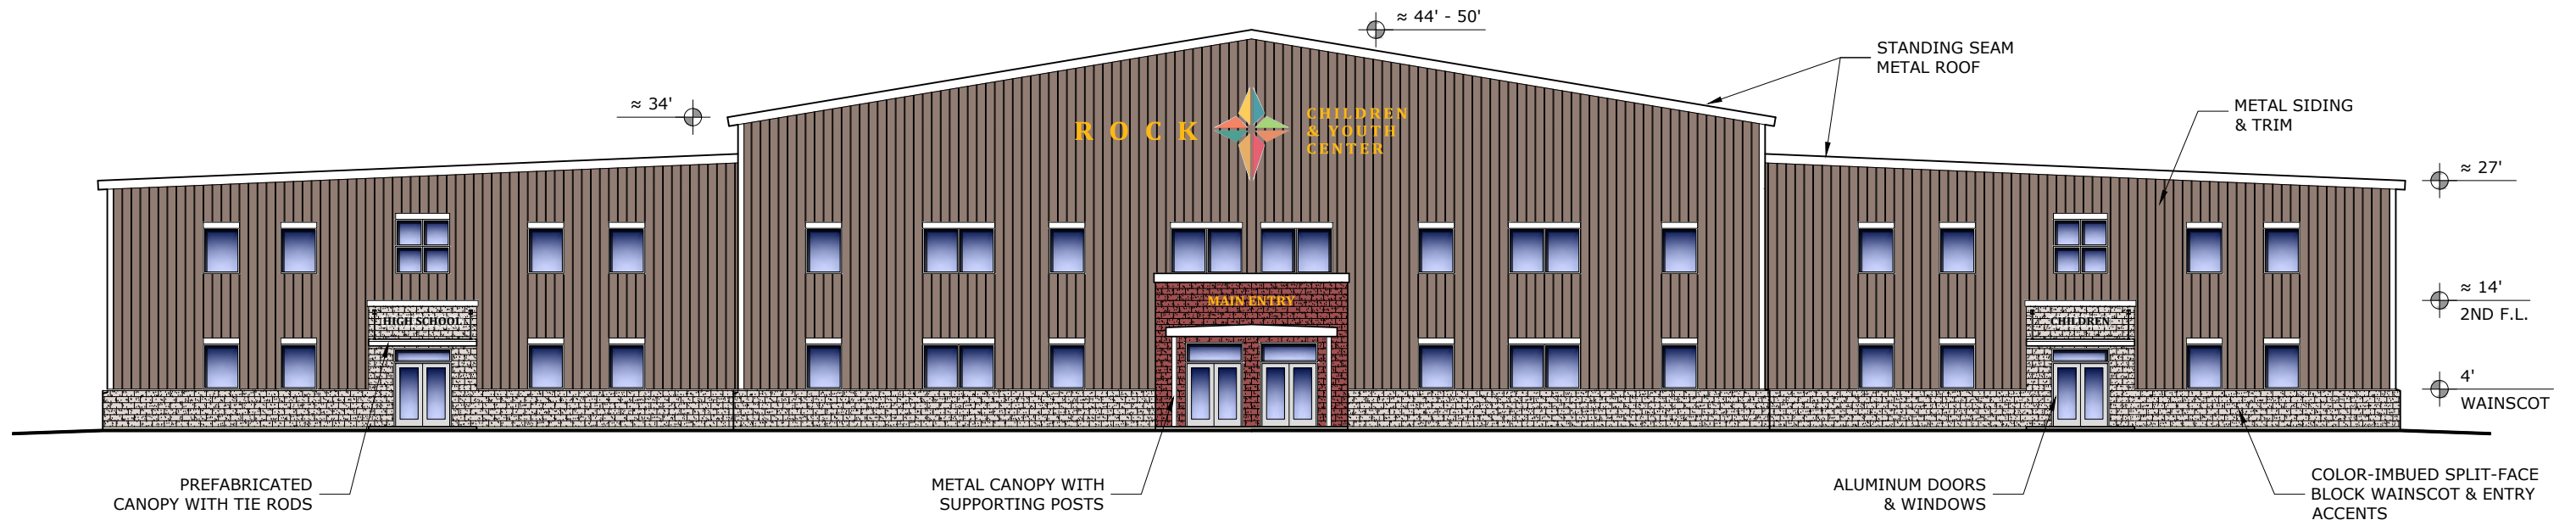 ≈ 44' - 50'
STANDING SEAM
METAL ROOF
≈ 34'
METAL SIDING
& TRIM
ROCK
CHILDREN
& YOUTH
CENTER
≈ 27'
≈ 14'
2ND F.L.
MAIN ENTRY
HIGH SCHOOL
CHILDREN
4'
WAINSCOT
PREFABRICATED
CANOPY WITH TIE RODS
METAL CANOPY WITH
SUPPORTING POSTS
ALUMINUM DOORS
& WINDOWS
COLOR-IMBUED SPLIT-FACE
BLOCK WAINSCOT & ENTRY
ACCENTS